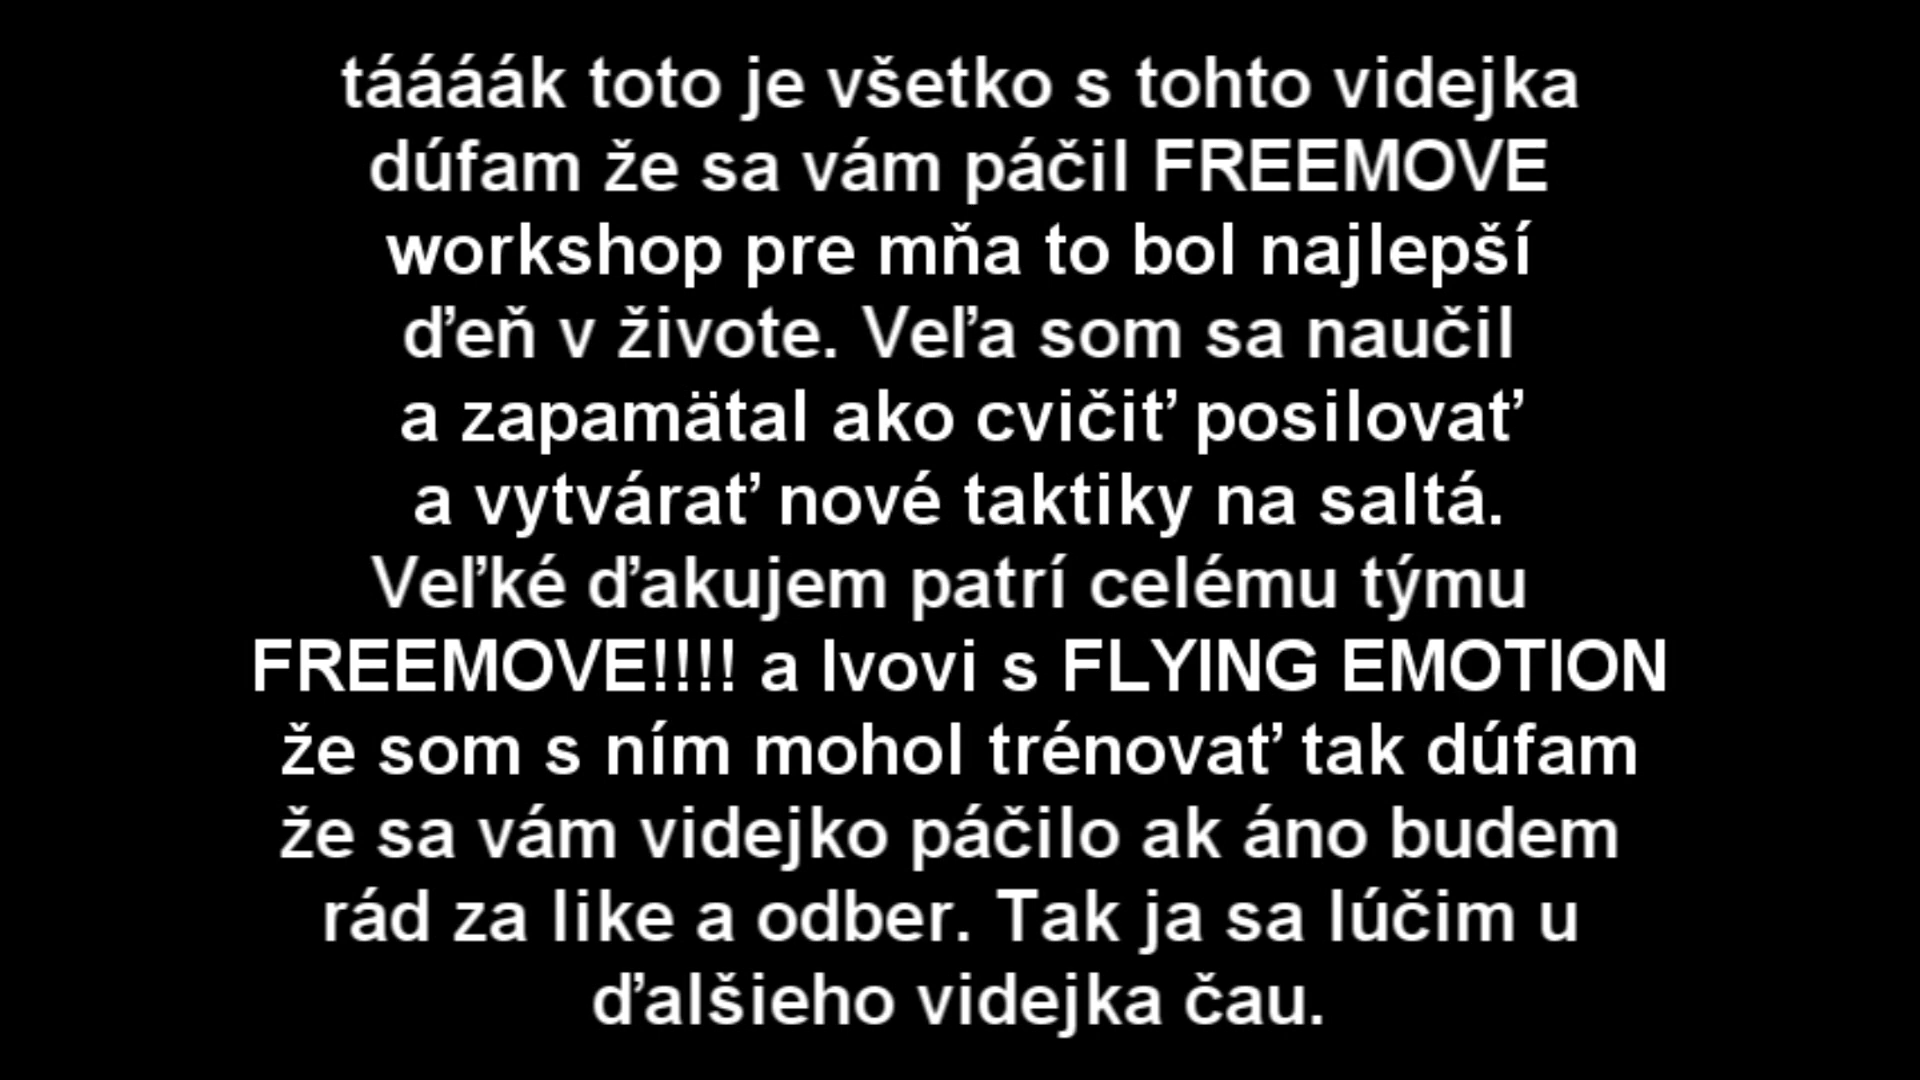 táááák toto je všetko s tohto videjka
dúfam že sa vám páčil FREEMOVE
workshop pre mňa to bol najlepší
ďeň v živote. Veľa som sa naučil
a zapamätal ako cvičiť posilovať
a vytvárať nové taktiky na saltá.
Veľké ďakujem patrí celému týmu
FREEMOVE!!!! a Ivovi s FLYING EMOTION
že som s ním mohol trénovať tak dúfam
že sa vám videjko páčilo ak áno budem
rád za like a odber. Tak ja sa lúčim u
ďalšieho videjka čau.